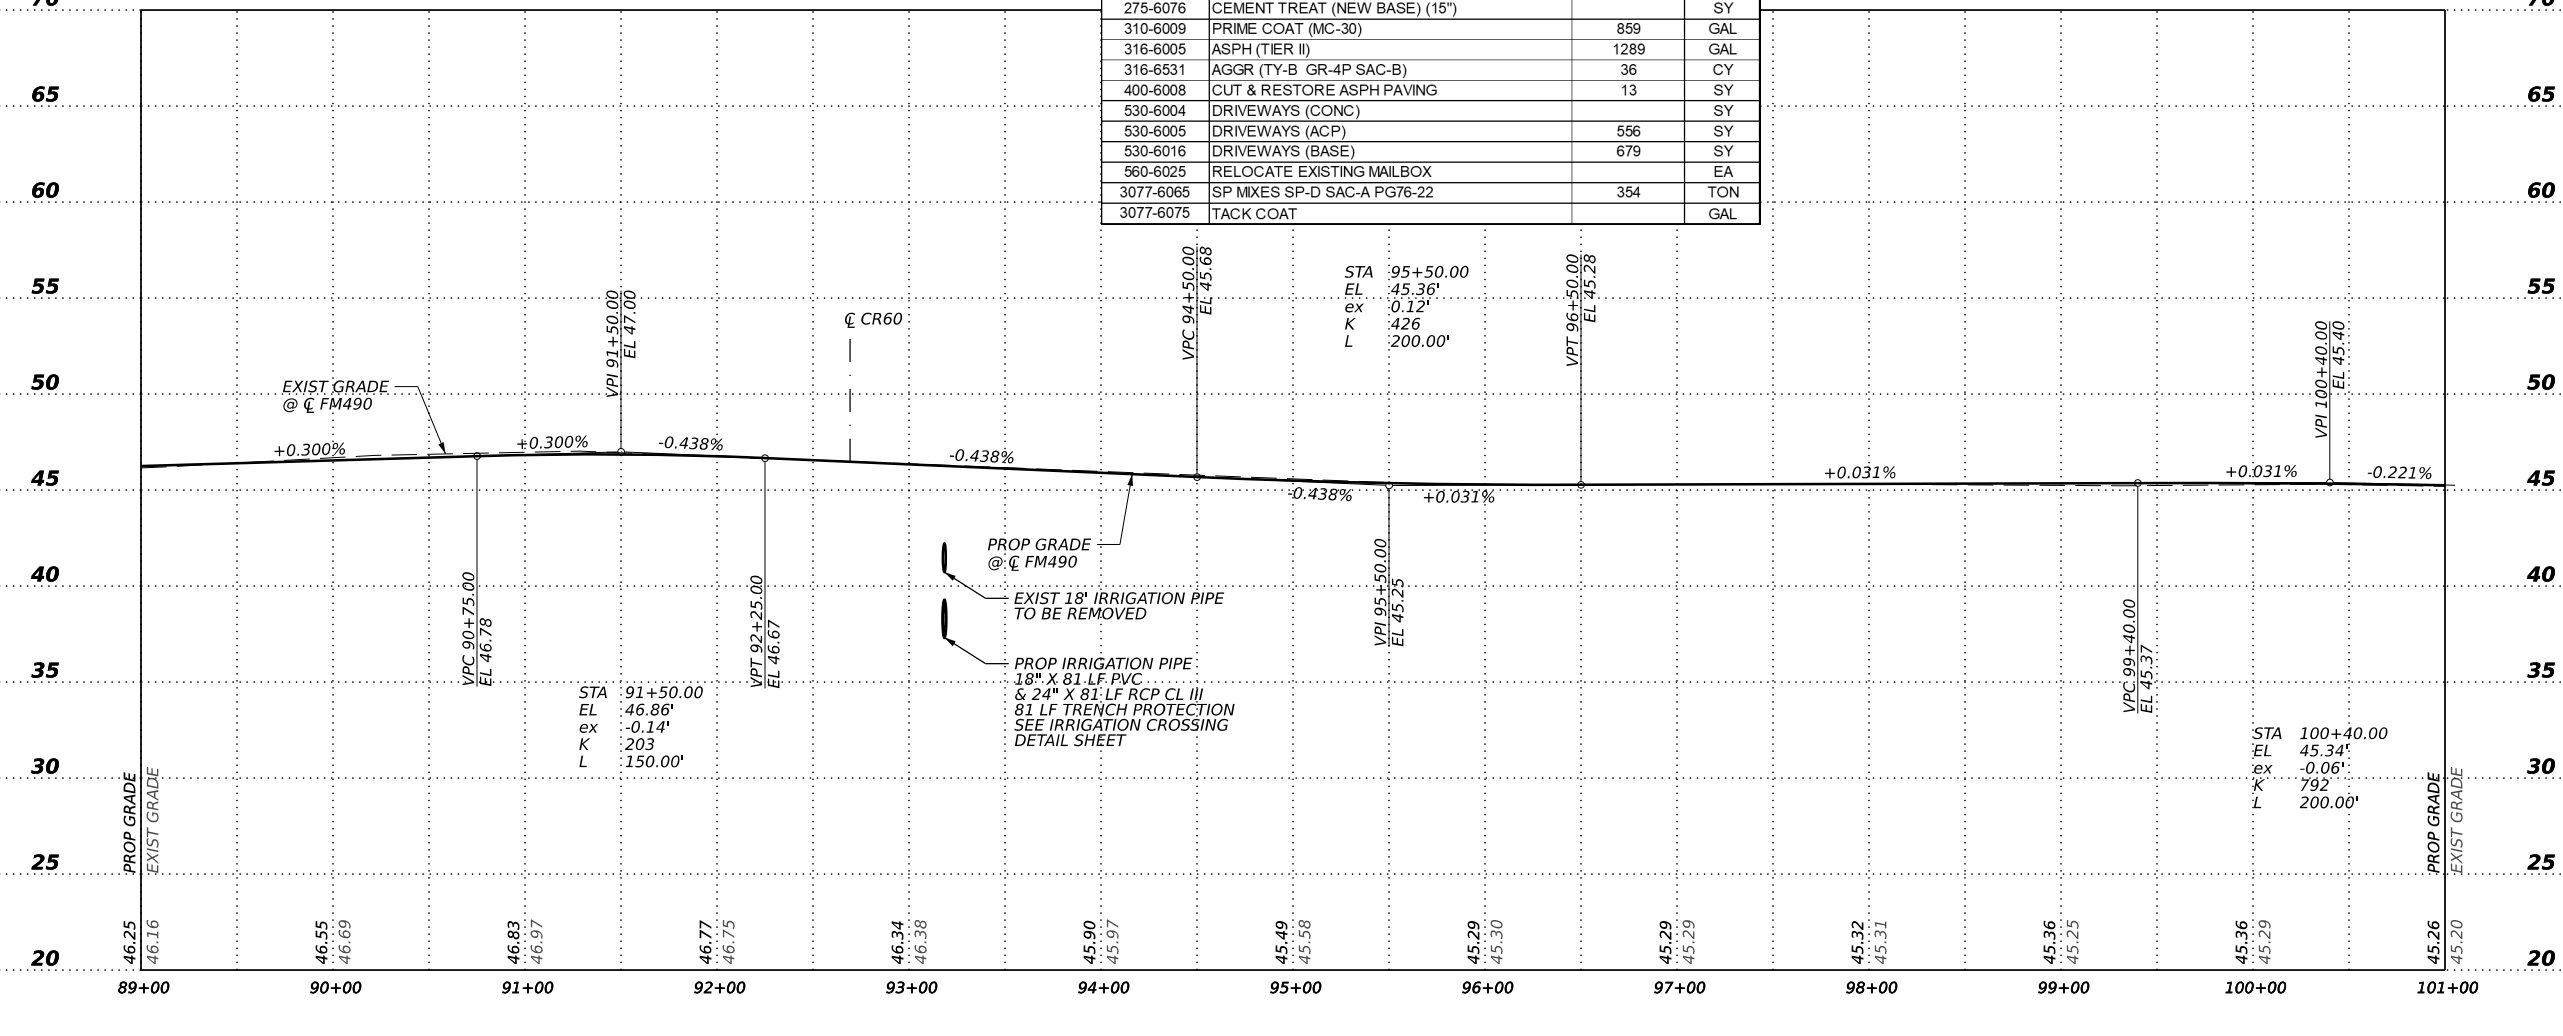 70
70
275-6076 CEMENT TREAT (NEW BASE) (15") SY
310-6009 PRIME COAT (MC-30) 859 GAL
316-6005 ASPH (TIER II) 1289 GAL
316-6531 AGGR (TY-B GR-4P SAC-B) 36 CY
400-6008 CUT & RESTORE ASPH PAVING 13 SY
530-6004 DRIVEWAYS (CONC) SY
530-6005 DRIVEWAYS (ACP) 556 SY
530-6016 DRIVEWAYS (BASE) 679 SY
560-6025 RELOCATE EXISTING MAILBOX EA
3077-6065 SP MIXES SP-D SAC-A PG76-22 354 TON
3077-6075 TACK COAT GAL
65
65
60
60
55
55
50
50
45
45
40
40
35
35
30
30
25
25
20
20
VPI 91+50.00
EL 47.00
℄ CR60
VPC 94+50.00
EL 45.68
STA 95+50.00
EL 45.36'
ex 0.12'
K 426
L 200.00'
VPT 96+50.00
EL 45.28
VPI 100+40.00
EL 45.40
EXIST GRADE
@ ℄ FM490
+0.300%
+0.300%
-0.438%
-0.438%
-0.438%
+0.031%
+0.031%
+0.031%
-0.221%
PROP GRADE
@ ℄ FM490
EXIST 18' IRRIGATION PIPE
TO BE REMOVED
PROP IRRIGATION PIPE
18" X 81 LF PVC
& 24" X 81 LF RCP CL III
81 LF TRENCH PROTECTION
SEE IRRIGATION CROSSING
DETAIL SHEET
VPC 90+75.00
EL 46.78
VPT 92+25.00
EL 46.67
VPI 95+50.00
EL 45.25
VPC 99+40.00
EL 45.37
STA 91+50.00
EL 46.86'
ex -0.14'
K 203
L 150.00'
STA 100+40.00
EL 45.34'
ex -0.06'
K 792
L 200.00'
PROP GRADE
EXIST GRADE
PROP GRADE
EXIST GRADE
46.25
46.16
46.55
46.69
46.83
46.97
46.77
46.75
46.34
46.38
45.90
45.97
45.49
45.58
45.29
45.30
45.29
45.29
45.32
45.31
45.36
45.25
45.36
45.29
45.26
45.20
89+00 90+00 91+00 92+00 93+00 94+00 95+00 96+00 97+00 98+00 99+00 100+00 101+00